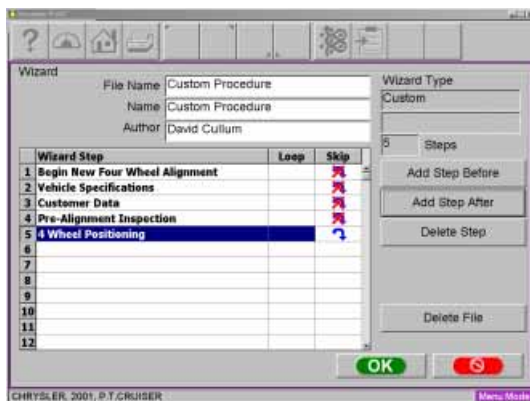 Wizard
File Name Custom Procedure
Name Custom Procedure
Author David Cullum
Wizard Type
Custom
5 Steps
Wizard Step Loop Skip
1 Begin New Four Wheel Alignment
2 Vehicle Specifications
3 Customer Data
4 Pre-Alignment Inspection
5 4 Wheel Positioning
6
7
8
9
10
11
12
Add Step Before
Add Step After
Delete Step
Delete File
OK
CHRYSLER, 2001, P.T.CRUISER
Menu Mode